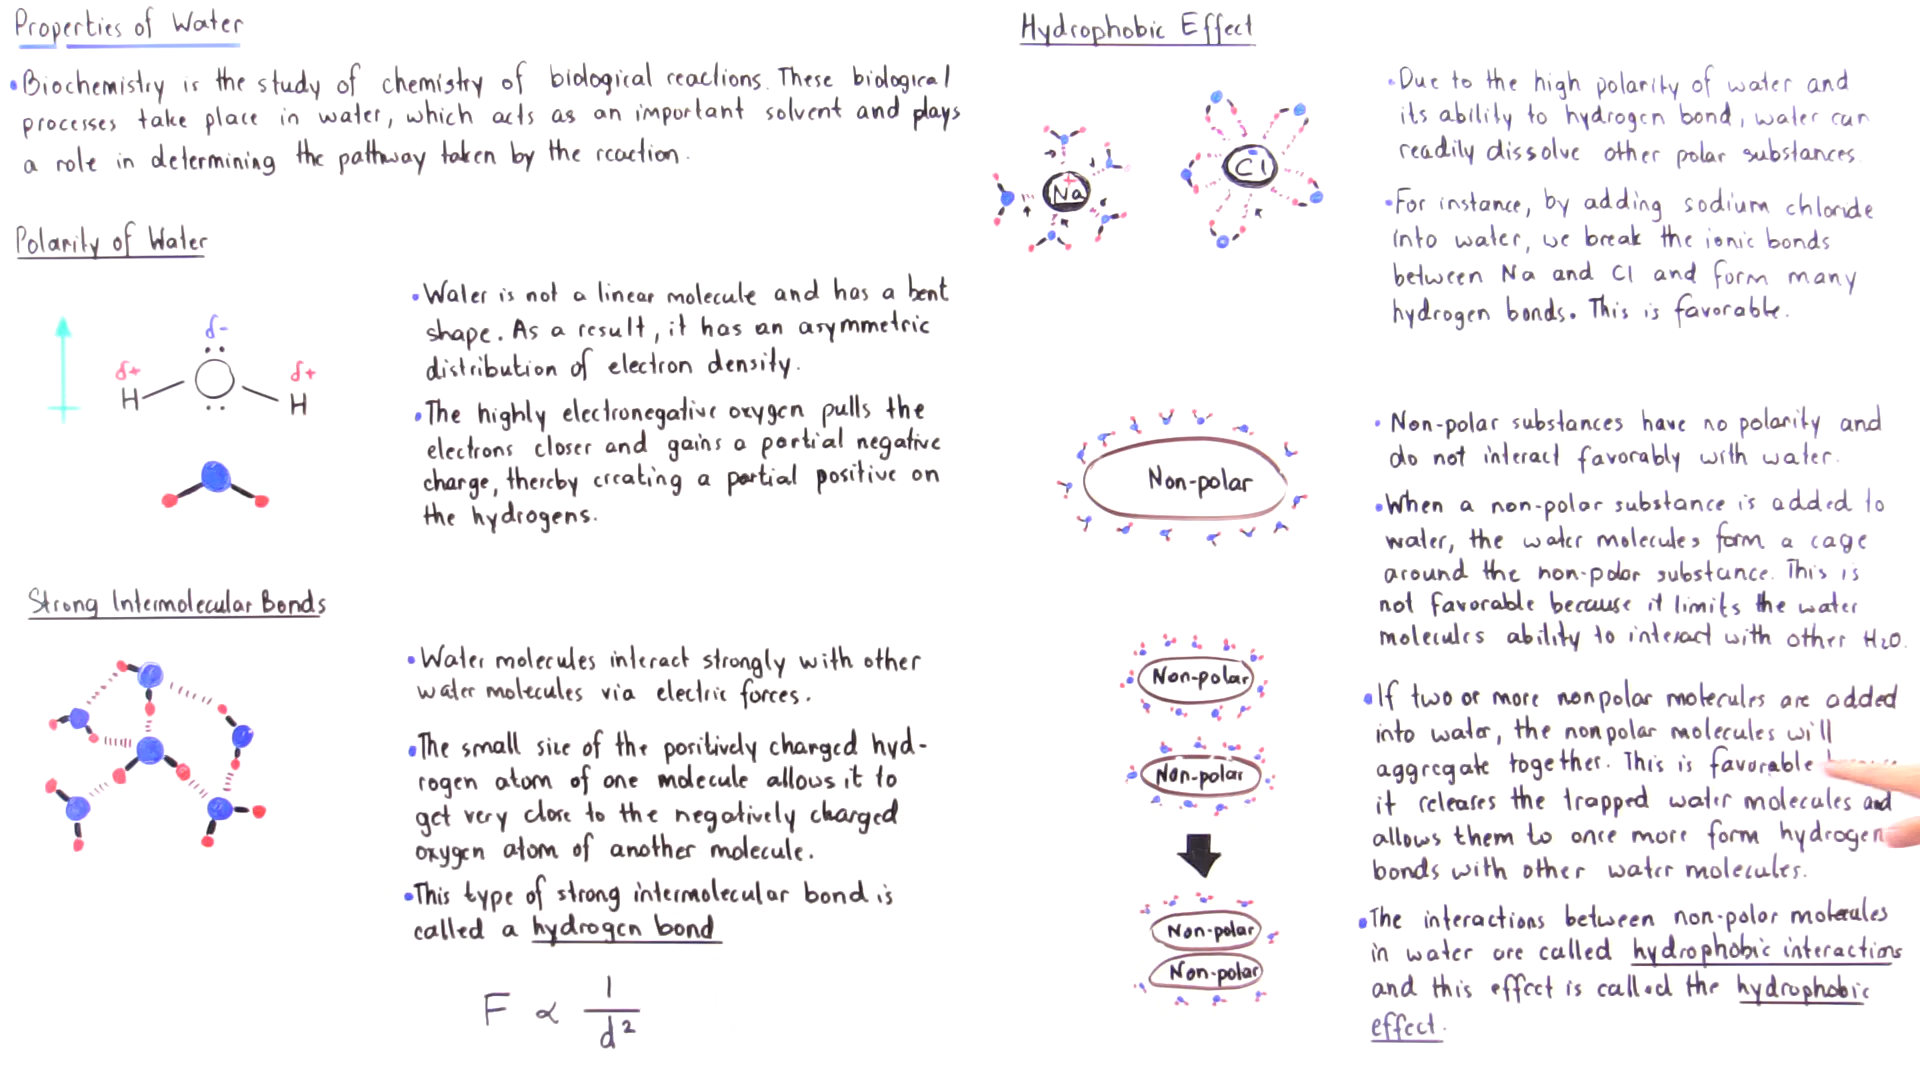 Properties of Water
•Biochemistry is the study of chemistry of biological reactions. These biological
processes take place in water, which acts as an important solvent and plays
a role in determining the pathway taken by the reaction.
Polarity of Water
δ-
δ+
δ+
H
H
•Water is not a linear molecule and has a bent
shape. As a result, it has an asymmetric
distribution of electron density.
•The highly electronegative oxygen pulls the
electrons closer and gains a partial negative
charge, thereby creating a partial positive on
the hydrogens.
Strong Intermolecular Bonds
•Water molecules interact strongly with other
water molecules via electric forces.
•The small size of the positively charged hyd-
rogen atom of one molecule allows it to
get very close to the negatively charged
oxygen atom of another molecule.
•This type of strong intermolecular bond is
called a hydrogen bond
F ∝ 1/d²
Hydrophobic Effect
+
Na
-
Cl
•Due to the high polarity of water and
its ability to hydrogen bond, water can
readily dissolve other polar substances.
•For instance, by adding sodium chloride
into water, we break the ionic bonds
between Na and Cl and form many
hydrogen bonds. This is favorable.
Non-polar
•Non-polar substances have no polarity and
do not interact favorably with water.
•When a non-polar substance is added to
water, the water molecules form a cage
around the non-polar substance. This is
not favorable because it limits the water
molecules ability to interact with other H2O.
Non-polar
Non-polar
Non-polar
Non-polar
•If two or more nonpolar molecules are added
into water, the nonpolar molecules will
aggregate together. This is favorable
it releases the trapped water molecules and
allows them to once more form hydrogen
bonds with other water molecules.
•The interactions between non-polar molecules
in water are called hydrophobic interactions
and this effect is called the hydrophobic
effect.